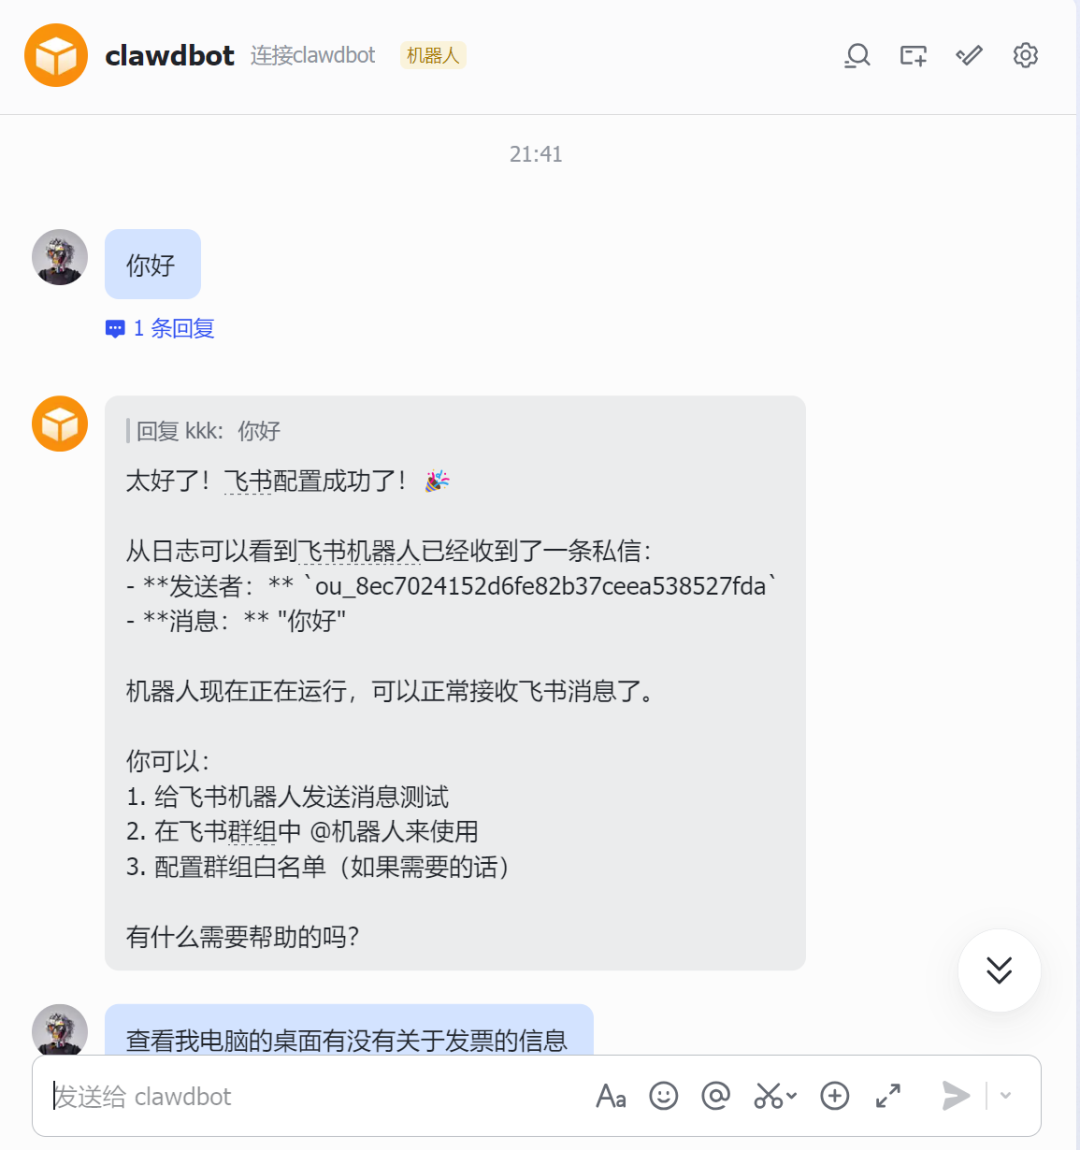 clawdbot 连接clawdbot 机器人
21:41
你好
1 条回复
回复 kkk: 你好
太好了！飞书配置成功了！🎉
从日志可以看到飞书机器人已经收到了一条私信：
- **发送者：** `ou_8ec7024152d6fe82b37ceea538527fda`
- **消息：** "你好"
机器人现在正在运行，可以正常接收飞书消息了。
你可以：
1. 给飞书机器人发送消息测试
2. 在飞书群组中 @机器人来使用
3. 配置群组白名单（如果需要的话）
有什么需要帮助的吗？
查看我电脑的桌面有没有关于发票的信息
发送给 clawdbot
Aa